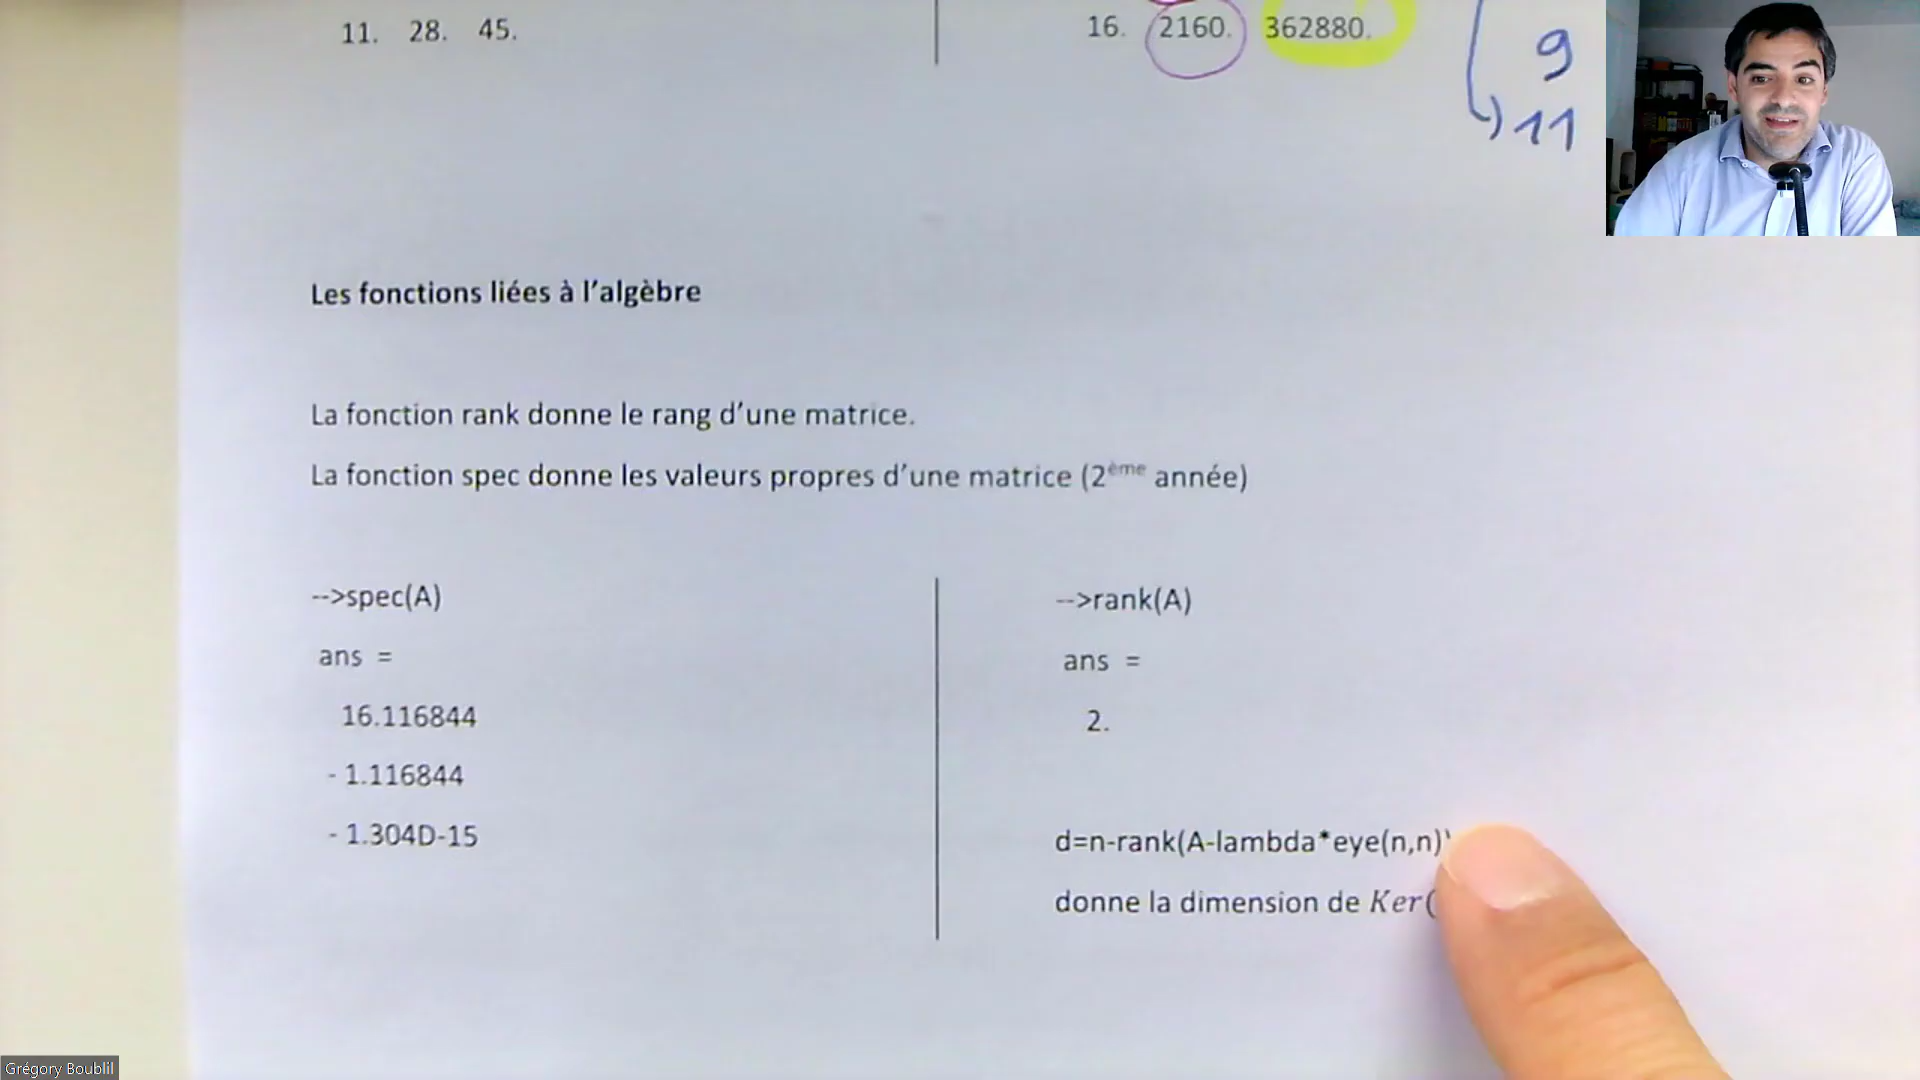 11. 28. 45.
16. 2160. 362880.
9
11
Les fonctions liées à l’algèbre
La fonction rank donne le rang d’une matrice.
La fonction spec donne les valeurs propres d’une matrice (2ème année)
-->spec(A)
ans =
16.116844
- 1.116844
- 1.304D-15
-->rank(A)
ans =
2.
d=n-rank(A-lambda*eye(n,n))
donne la dimension de Ker(
Grégory Boublil